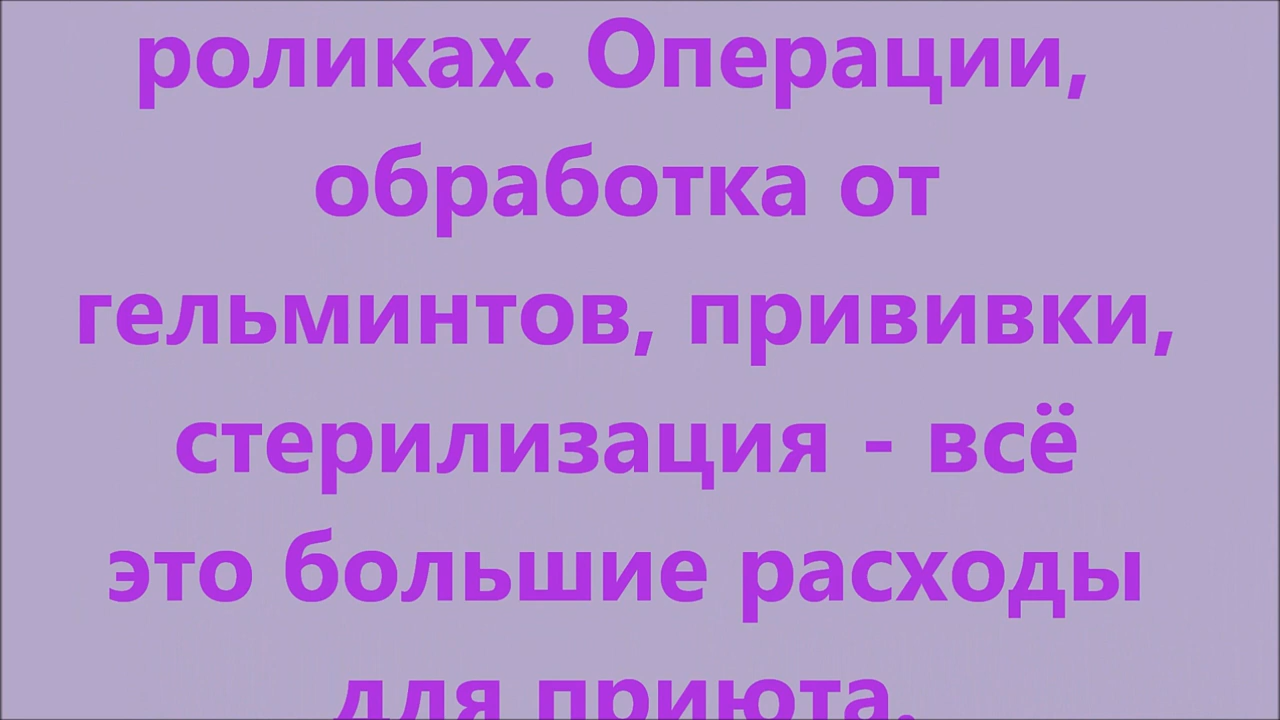 роликах. Операции,
обработка от
гельминтов, прививки,
стерилизация - всё
это большие расходы
для приюта.